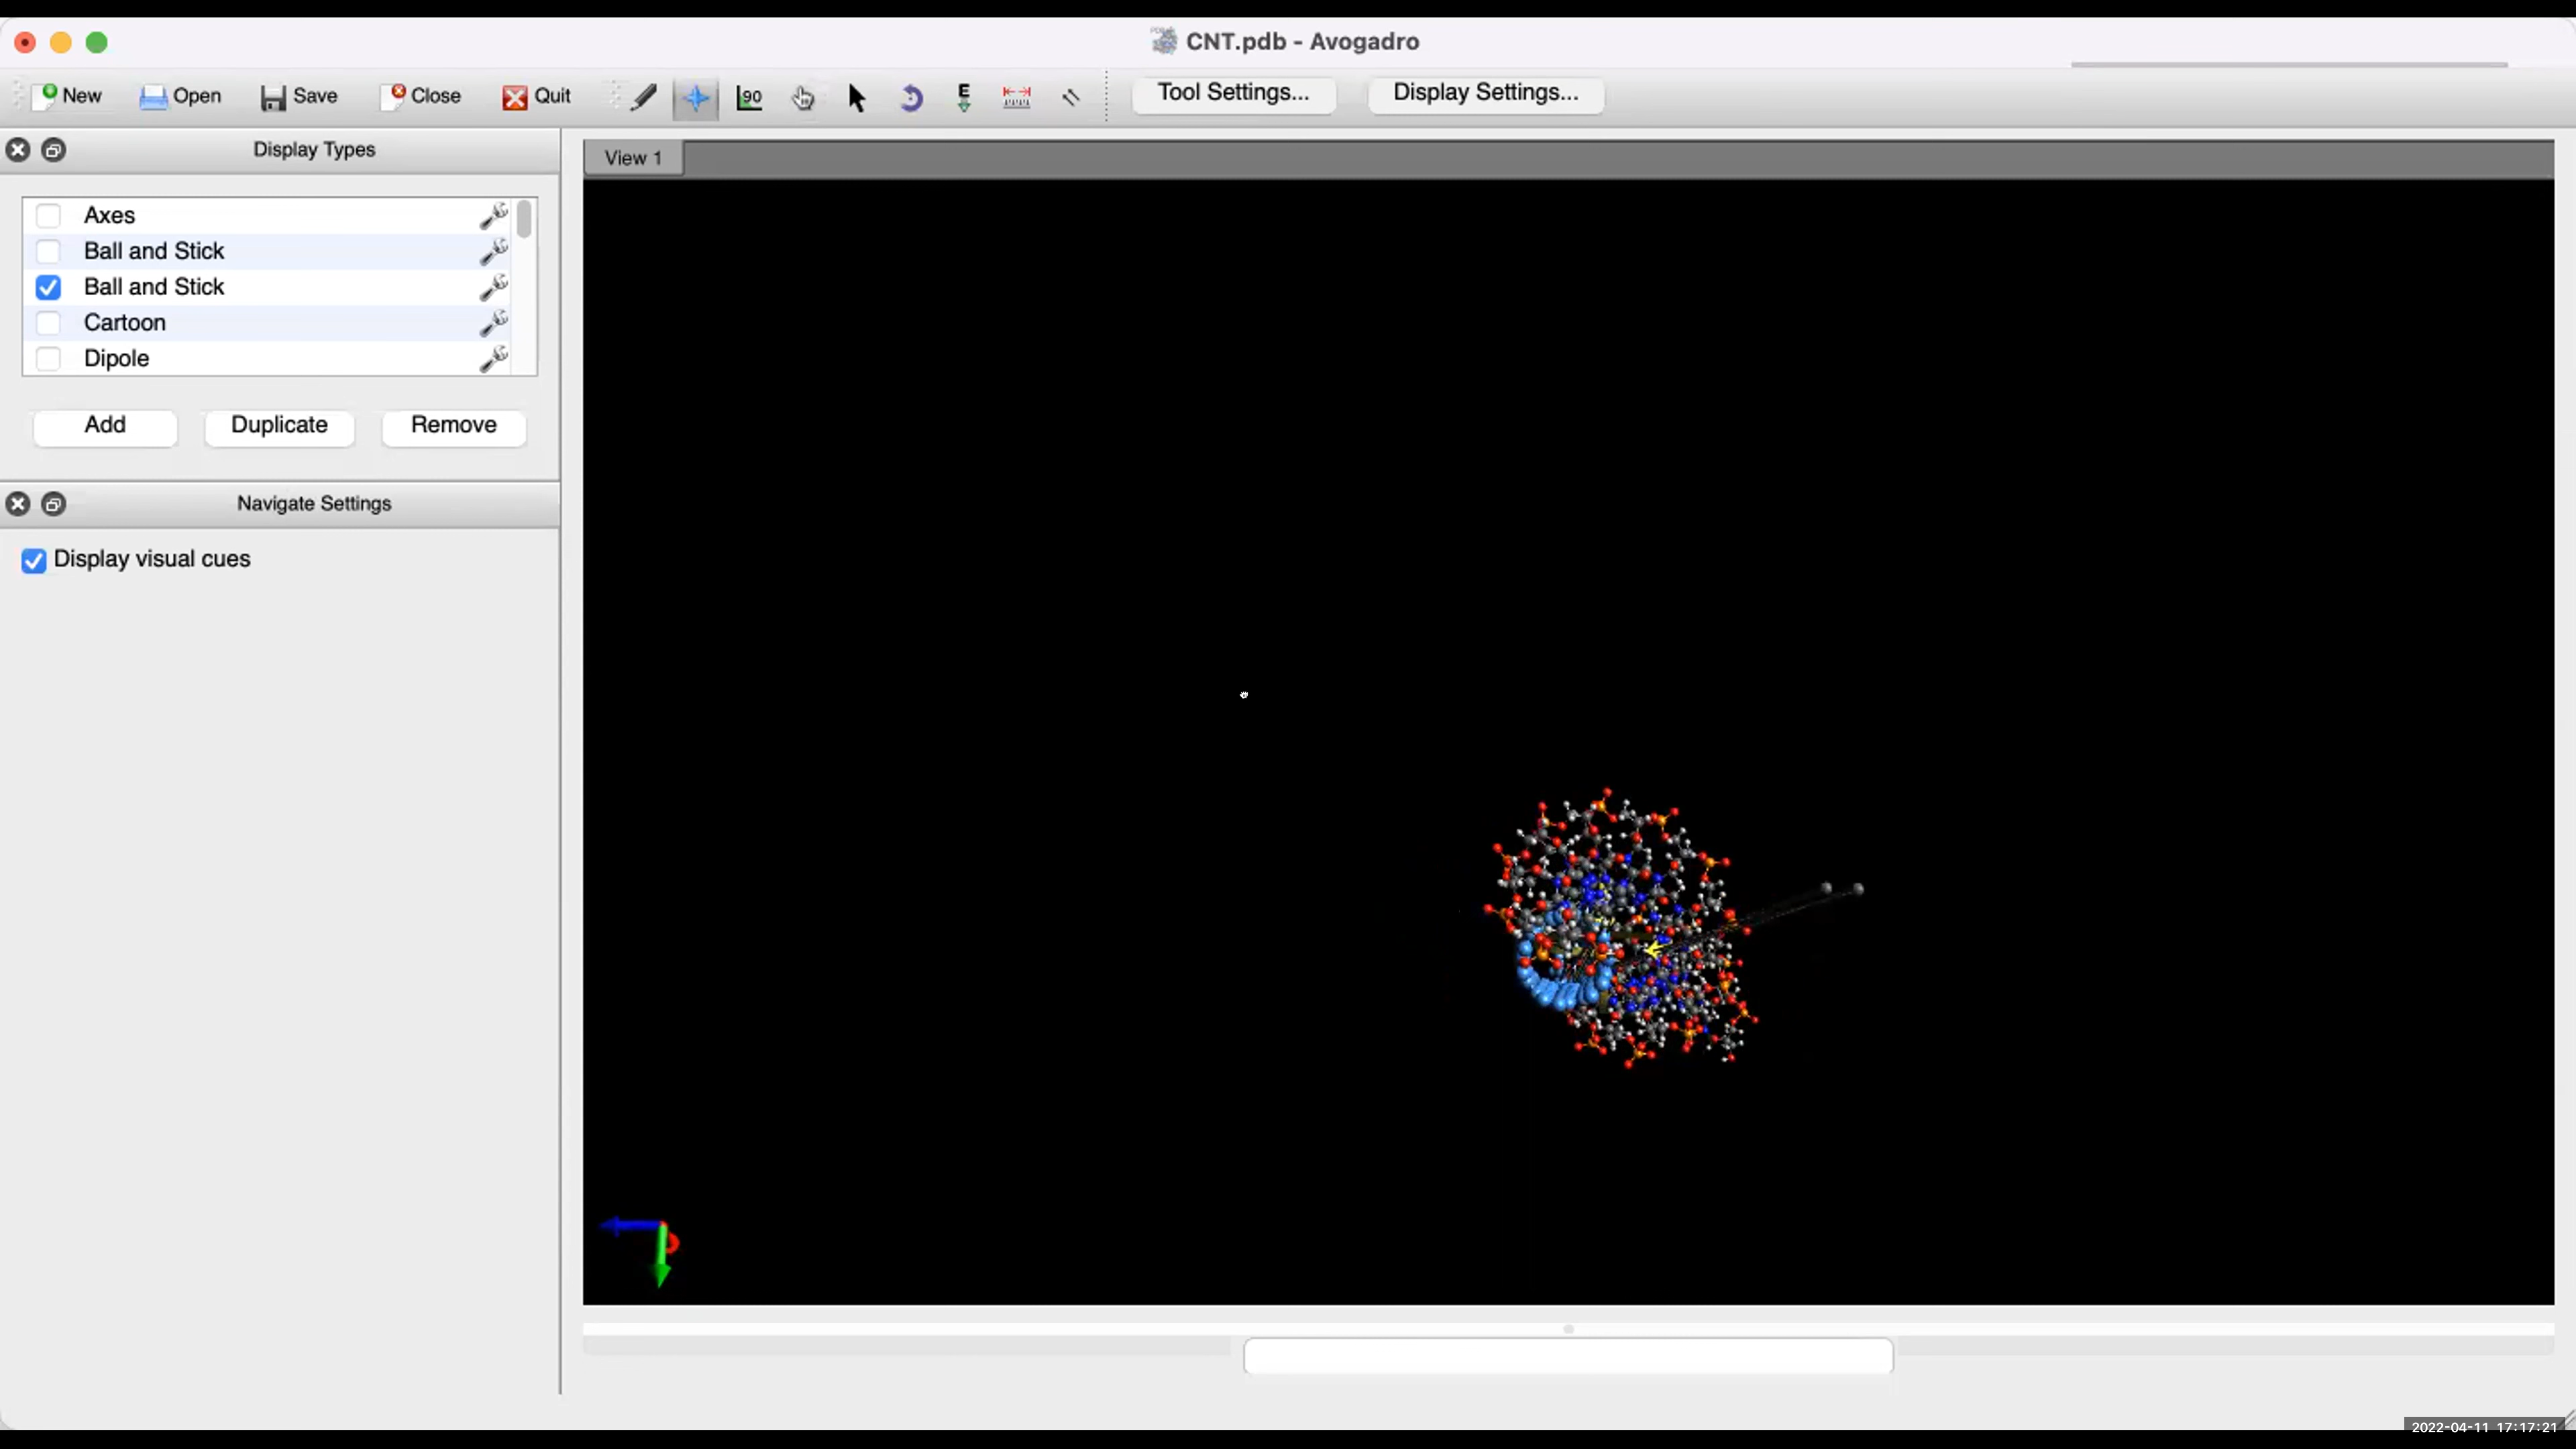 CNT.pdb - Avogadro
New Open Save Close Quit 90 E Tool Settings... Display Settings...
Display Types
View 1
Axes
Ball and Stick
Ball and Stick
Cartoon
Dipole
Add Duplicate Remove
Navigate Settings
Display visual cues
2022-04-11 17:17:21